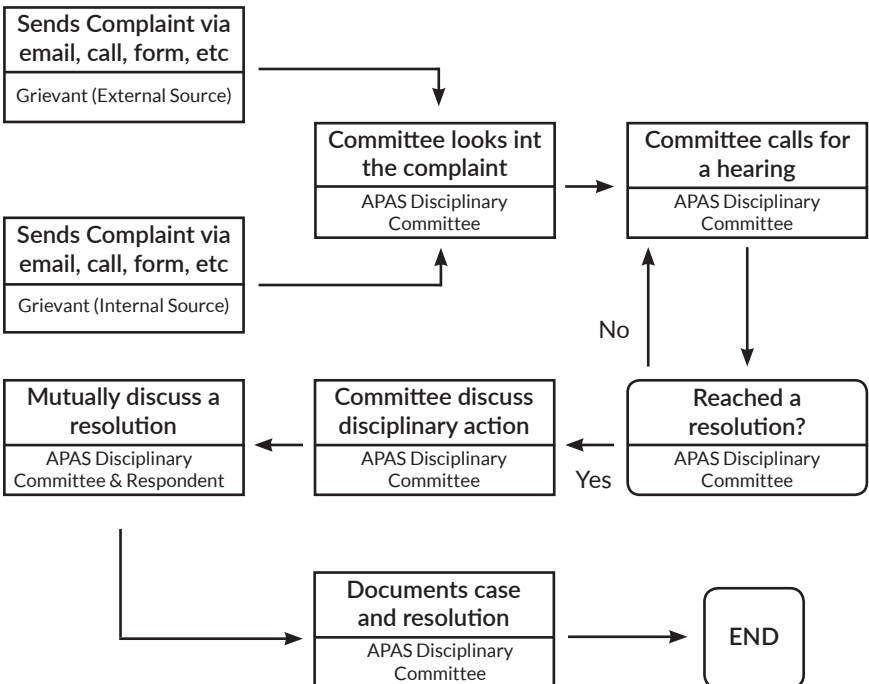 Sends Complaint via
email, call, form, etc
Grievant (External Source)
Committee looks int
the complaint
APAS Disciplinary
Committee
Committee calls for
a hearing
APAS Disciplinary
Committee
Sends Complaint via
email, call, form, etc
Grievant (Internal Source)
No
Reached a
resolution?
APAS Disciplinary
Committee
Yes
Committee discuss
disciplinary action
APAS Disciplinary
Committee
Mutually discuss a
resolution
APAS Disciplinary
Committee & Respondent
Documents case
and resolution
APAS Disciplinary
Committee
END